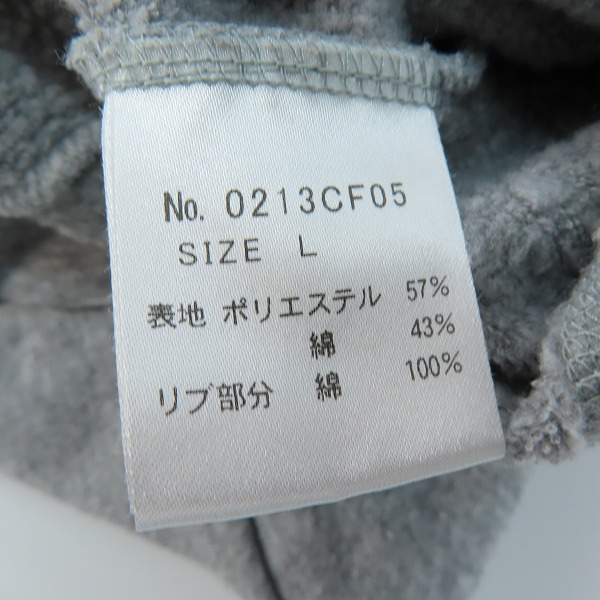 No. 0213CF05
SIZE L
表地 ポリエステル 57%
綿 43%
リブ部分 綿 100%